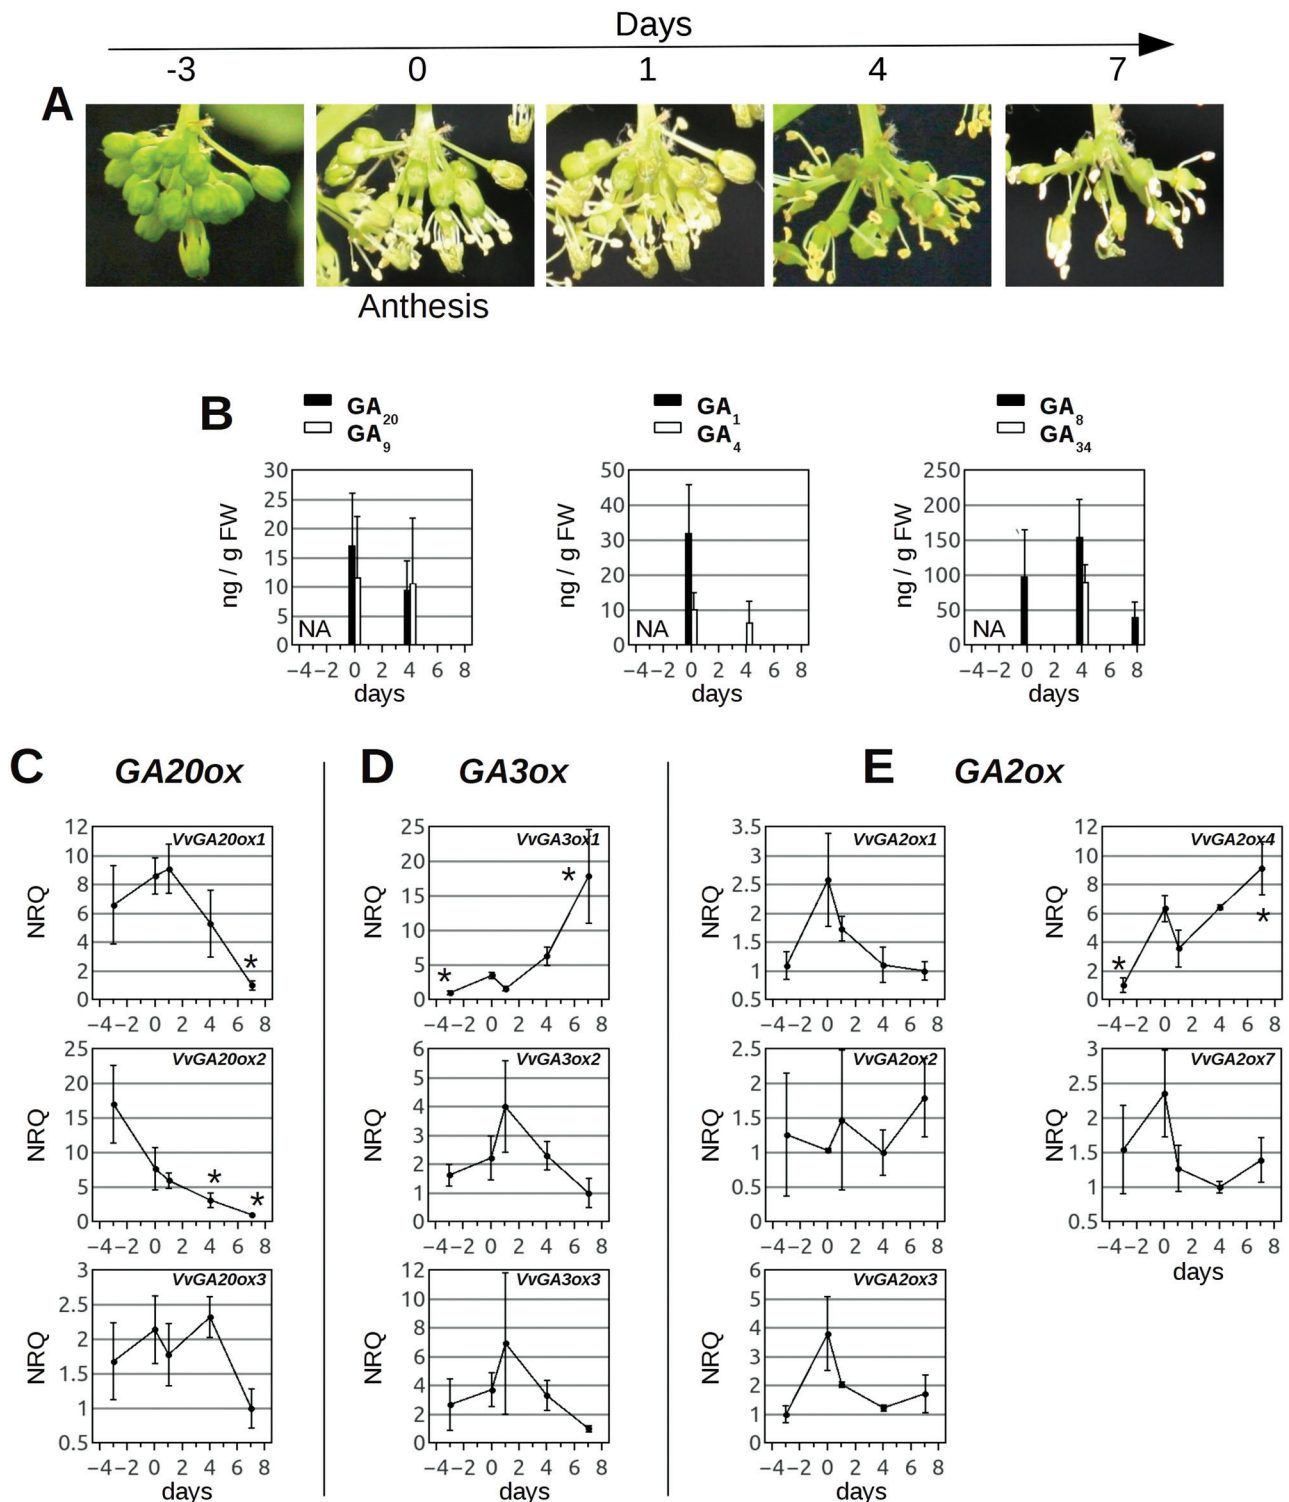 Days
-3 0 1 4 7
A
Anthesis
B
GA20
GA9
GA1
GA4
GA8
GA34
30
25
20
15
10
5
0
ng / g FW
NA
−4−2 0 2 4 6 8
days
50
40
30
20
10
0
ng / g FW
NA
−4−2 0 2 4 6 8
days
250
200
150
100
50
0
ng / g FW
NA
−4−2 0 2 4 6 8
days
C GA20ox
12
10
8
6
4
2
0
NRQ
VvGA20ox1
*
−4−2 0 2 4 6 8
25
20
15
10
5
0
NRQ
VvGA20ox2
* *
−4−2 0 2 4 6 8
3
2.5
2
1.5
1
0.5
NRQ
VvGA20ox3
−4−2 0 2 4 6 8
days
D GA3ox
25
20
15
10
5
0
VvGA3ox1
NRQ
* *
−4−2 0 2 4 6 8
6
5
4
3
2
1
0
VvGA3ox2
NRQ
−4−2 0 2 4 6 8
12
10
8
6
4
2
0
VvGA3ox3
NRQ
−4−2 0 2 4 6 8
days
E GA2ox
3.5
3
2.5
2
1.5
1
0.5
VvGA2ox1
NRQ
−4−2 0 2 4 6 8
2.5
2
1.5
1
0.5
0
VvGA2ox2
NRQ
−4−2 0 2 4 6 8
6
5
4
3
2
1
0
VvGA2ox3
NRQ
−4−2 0 2 4 6 8
days
12
10
8
6
4
2
0
VvGA2ox4
NRQ
* *
−4−2 0 2 4 6 8
3
2.5
2
1.5
1
0.5
VvGA2ox7
NRQ
−4−2 0 2 4 6 8
days